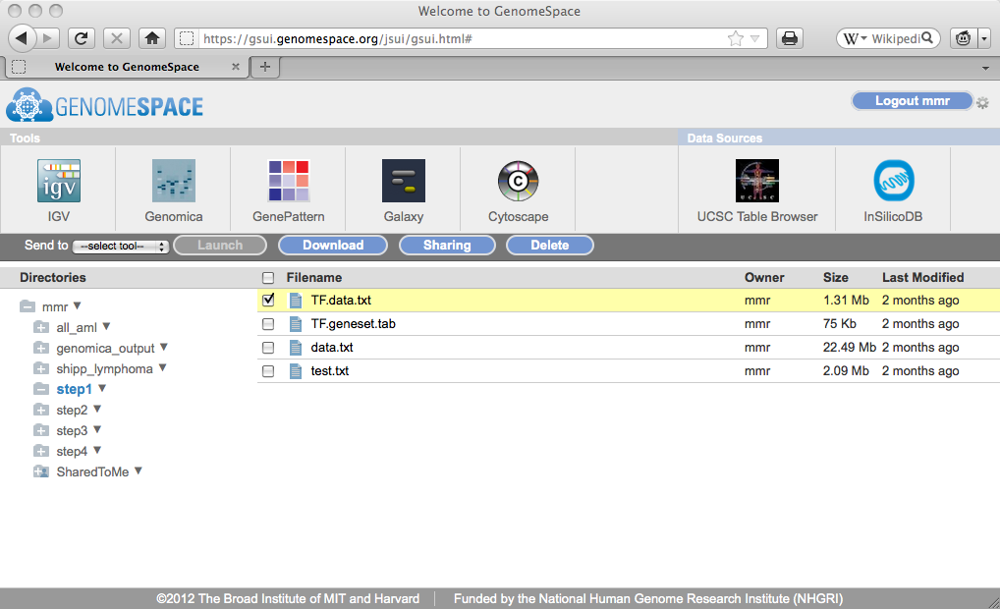 Welcome to GenomeSpace
https://gsui.genomespace.org/jsui/gsui.html#
W Wikipedi
Welcome to GenomeSpace
GENOMESPACE
Logout mmr
Tools
Data Sources
igv
C
UCSC
IGV
Genomica
GenePattern
Galaxy
Cytoscape
UCSC Table Browser
InSilicoDB
Send to --select tool-- Launch Download Sharing Delete
Directories
Filename Owner Size Last Modified
mmr
all_aml
genomica_output
shipp_lymphoma
step1
step2
step3
step4
SharedToMe
TF.data.txt mmr 1.31 Mb 2 months ago
TF.geneset.tab mmr 75 Kb 2 months ago
data.txt mmr 22.49 Mb 2 months ago
test.txt mmr 2.09 Mb 2 months ago
©2012 The Broad Institute of MIT and Harvard Funded by the National Human Genome Research Institute (NHGRI)